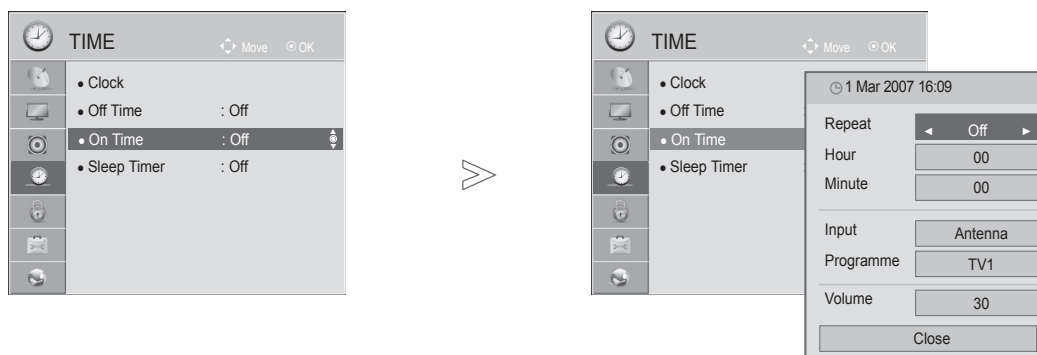 TIME Move OK
• Clock
• Off Time : Off
• On Time : Off
• Sleep Timer : Off
TIME Move OK
• Clock
• Off Time :
• On Time
• Sleep Timer :
1 Mar 2007 16:09
Repeat ◄ Off ►
Hour 00
Minute 00
Input Antenna
Programme TV1
Volume 30
Close